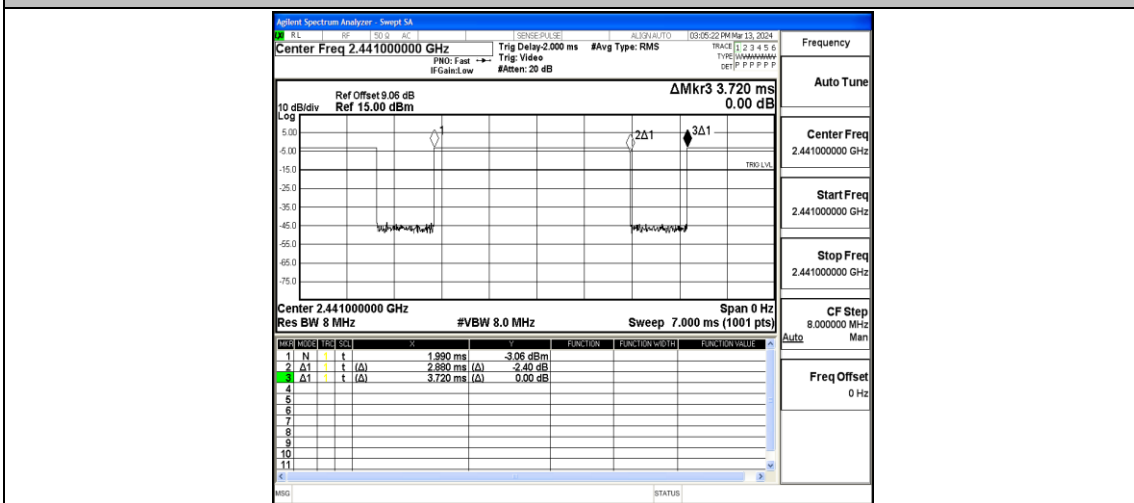 Agilent Spectrum Analyzer - Swept SA
RL RF 50 Ω AC SENSE:PULSE ALIGN AUTO 03:05:22 PM Mar 13, 2024
Center Freq 2.441000000 GHz
Trig Delay-2.000 ms #Avg Type: RMS
TRACE 1 2 3 4 5 6
PNO: Fast Trig: Video
TYPE
IFGain:Low #Atten: 20 dB
DET P P P P P P
Frequency
ΔMkr3 3.720 ms
0.00 dB
Ref Offset 9.06 dB
10 dB/div Ref 15.00 dBm
Log
5.00
-5.00
-15.0
-25.0
-35.0
-45.0
-55.0
-65.0
-75.0
1
2Δ1
3Δ1
TRIG LVL
Center 2.441000000 GHz Span 0 Hz
Res BW 8 MHz #VBW 8.0 MHz Sweep 7.000 ms (1001 pts)
MKR MODE TRC SCL X Y FUNCTION FUNCTION WIDTH FUNCTION VALUE
1 N 1 t 1.990 ms -3.06 dBm
2 Δ1 1 t (Δ) 2.880 ms (Δ) -2.40 dB
3 Δ1 1 t (Δ) 3.720 ms (Δ) 0.00 dB
4
5
6
7
8
9
10
11
MSG STATUS
Auto Tune
Center Freq
2.441000000 GHz
Start Freq
2.441000000 GHz
Stop Freq
2.441000000 GHz
CF Step
8.000000 MHz
Auto Man
Freq Offset
0 Hz